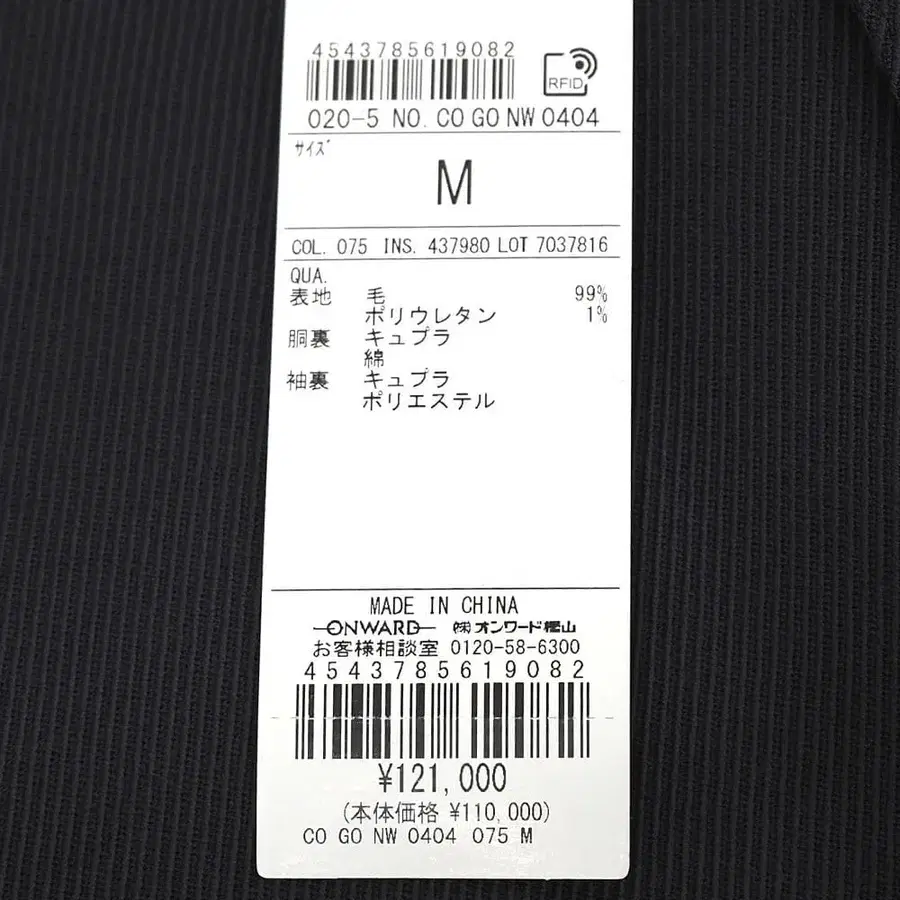 4543785619082
RFID
020-5 NO. CO GO NW 0404
サイズ
M
COL. 075 INS. 437980 LOT 7037816
QUA.
表地 毛 99%
ポリウレタン 1%
胴裏 キュプラ
綿
袖裏 キュプラ
ポリエステル
MADE IN CHINA
ONWARD ㈱オンワード樫山
お客様相談室 0120-58-6300
4543785619082
¥121,000
(本体価格 ¥110,000)
CO GO NW 0404 075 M